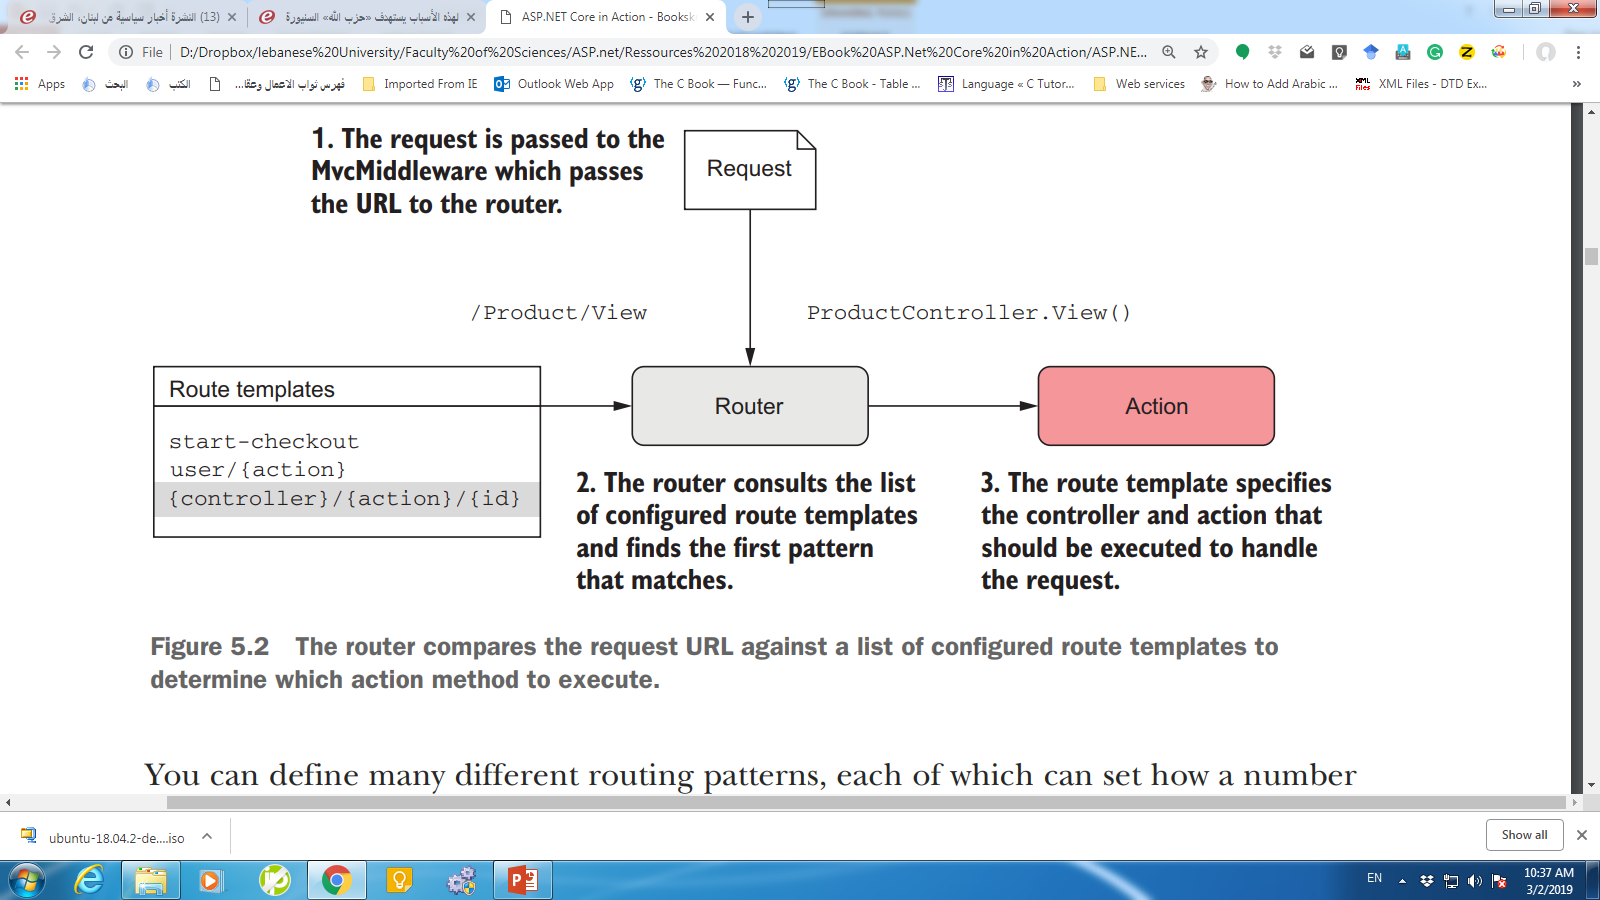 (13) النشرة أخبار سياسية من لبنان، الشرق
لهذه الأسباب يستهدف «حزب الله» السنيورة
ASP.NET Core in Action - Booksk
File
D:/Dropbox/lebanese%20University/Faculty%20of%20Sciences/ASP.net/Ressources%202018%202019/EBook%20ASP.Net%20Core%20in%20Action/ASP.NE...
Apps
البحث
الكتب
فهرس ثواب الاعمال وعقا...
Imported From IE
Outlook Web App
The C Book — Func...
The C Book - Table ...
Language « C Tutor...
Web services
How to Add Arabic ...
XML Files - DTD Ex...
»
1. The request is passed to the
MvcMiddleware which passes
the URL to the router.
Request
/Product/View
ProductController.View()
Route templates
start-checkout
user/{action}
{controller}/{action}/{id}
Router
Action
2. The router consults the list
of configured route templates
and finds the first pattern
that matches.
3. The route template specifies
the controller and action that
should be executed to handle
the request.
Figure 5.2 The router compares the request URL against a list of configured route templates to
determine which action method to execute.
You can define many different routing patterns, each of which can set how a number
ubuntu-18.04.2-de....iso
Show all
EN
10:37 AM
3/2/2019